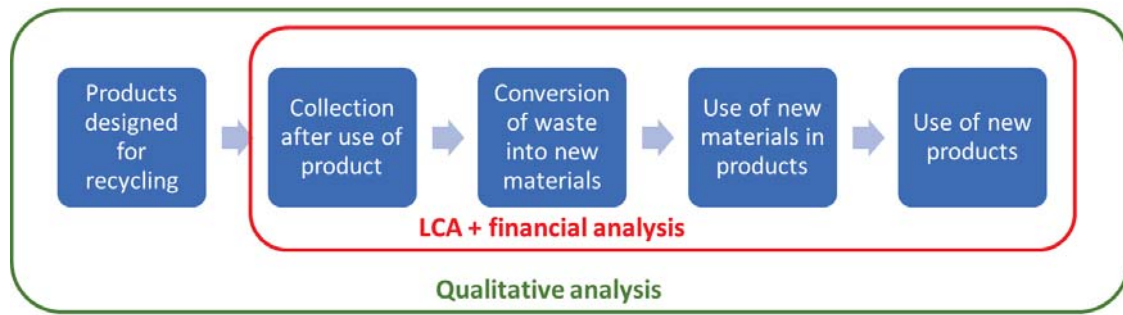 Products
designed
for
recycling
Collection
after use of
product
Conversion
of waste
into new
materials
Use of new
materials in
products
Use of new
products
LCA + financial analysis
Qualitative analysis